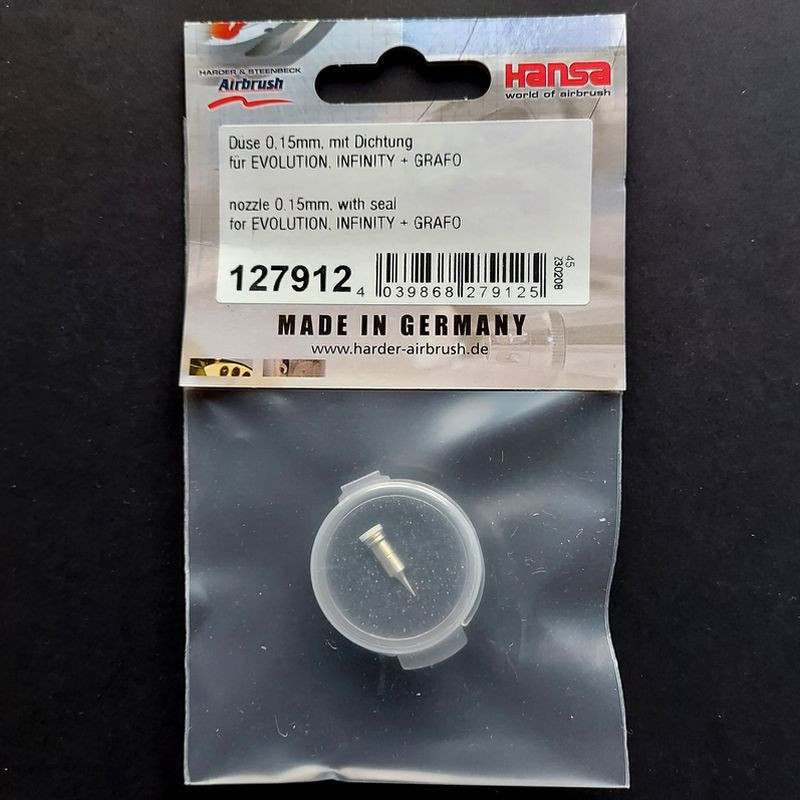 HARDER & STEENBECK
Airbrush
Hansa
world of airbrush
Düse 0,15mm, mit Dichtung
für EVOLUTION, INFINITY + GRAFO
nozzle 0.15mm, with seal
for EVOLUTION, INFINITY + GRAFO
127912
4 039868 279125
45
230208
MADE IN GERMANY
www.harder-airbrush.de